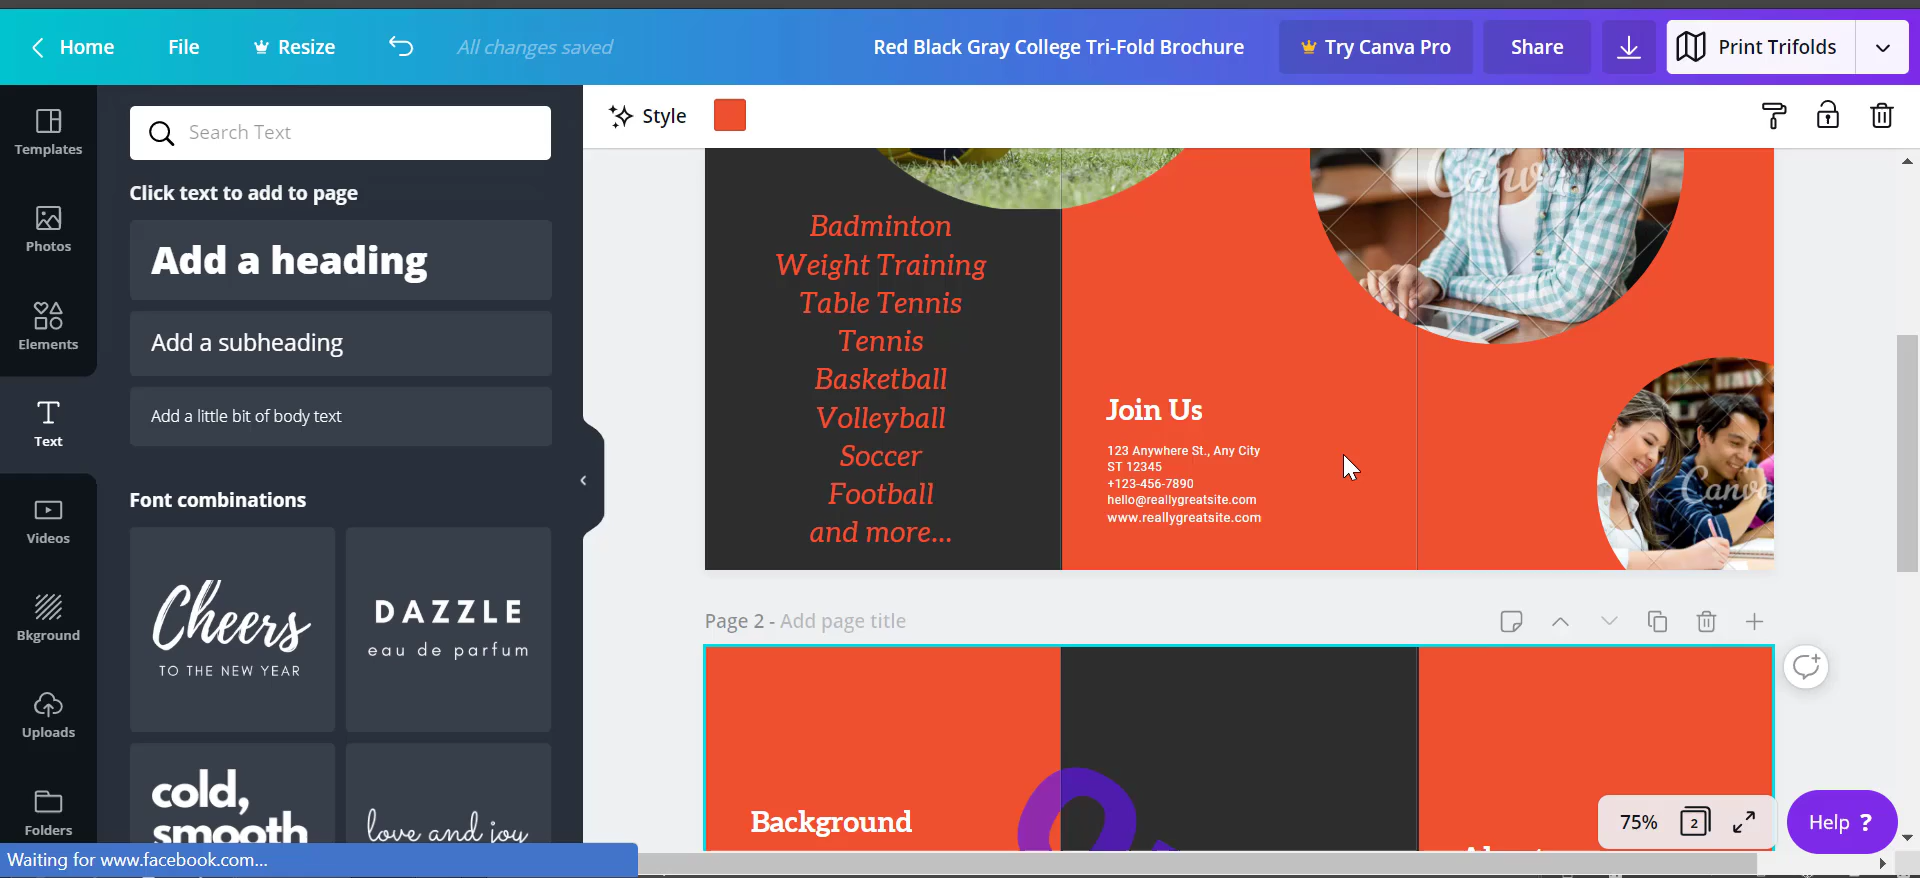 Home
File
Resize
All changes saved
Red Black Gray College Tri-Fold Brochure
Try Canva Pro
Share
Print Trifolds
Templates
Photos
Elements
Text
Videos
Bkground
Uploads
Folders
Search Text
Click text to add to page
Add a heading
Add a subheading
Add a little bit of body text
Font combinations
Cheers
TO THE NEW YEAR
DAZZLE
eau de parfum
cold,
smooth
love and joy
Style
Badminton
Weight Training
Table Tennis
Tennis
Basketball
Volleyball
Soccer
Football
and more...
Canva
Join Us
123 Anywhere St., Any City
ST 12345
+123-456-7890
hello@reallygreatsite.com
www.reallygreatsite.com
Canva
Page 2 - Add page title
Background
75%
2
Help ?
Waiting for www.facebook.com...